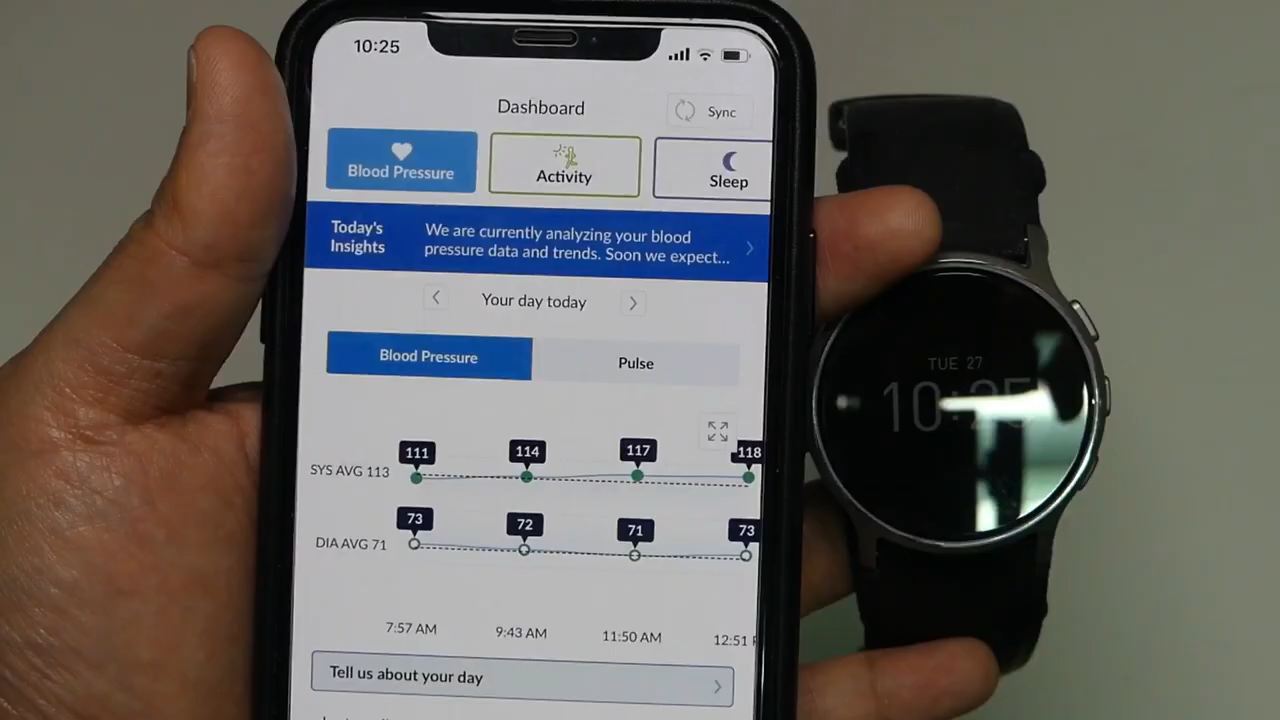 10:25
Dashboard
Sync
Blood Pressure
Activity
Sleep
Today's
Insights
We are currently analyzing your blood
pressure data and trends. Soon we expect...
Your day today
Blood Pressure
Pulse
111
114
117
118
SYS AVG 113
73
72
71
73
DIA AVG 71
7:57 AM
9:43 AM
11:50 AM
12:51
Tell us about your day
TUE 27
10:25